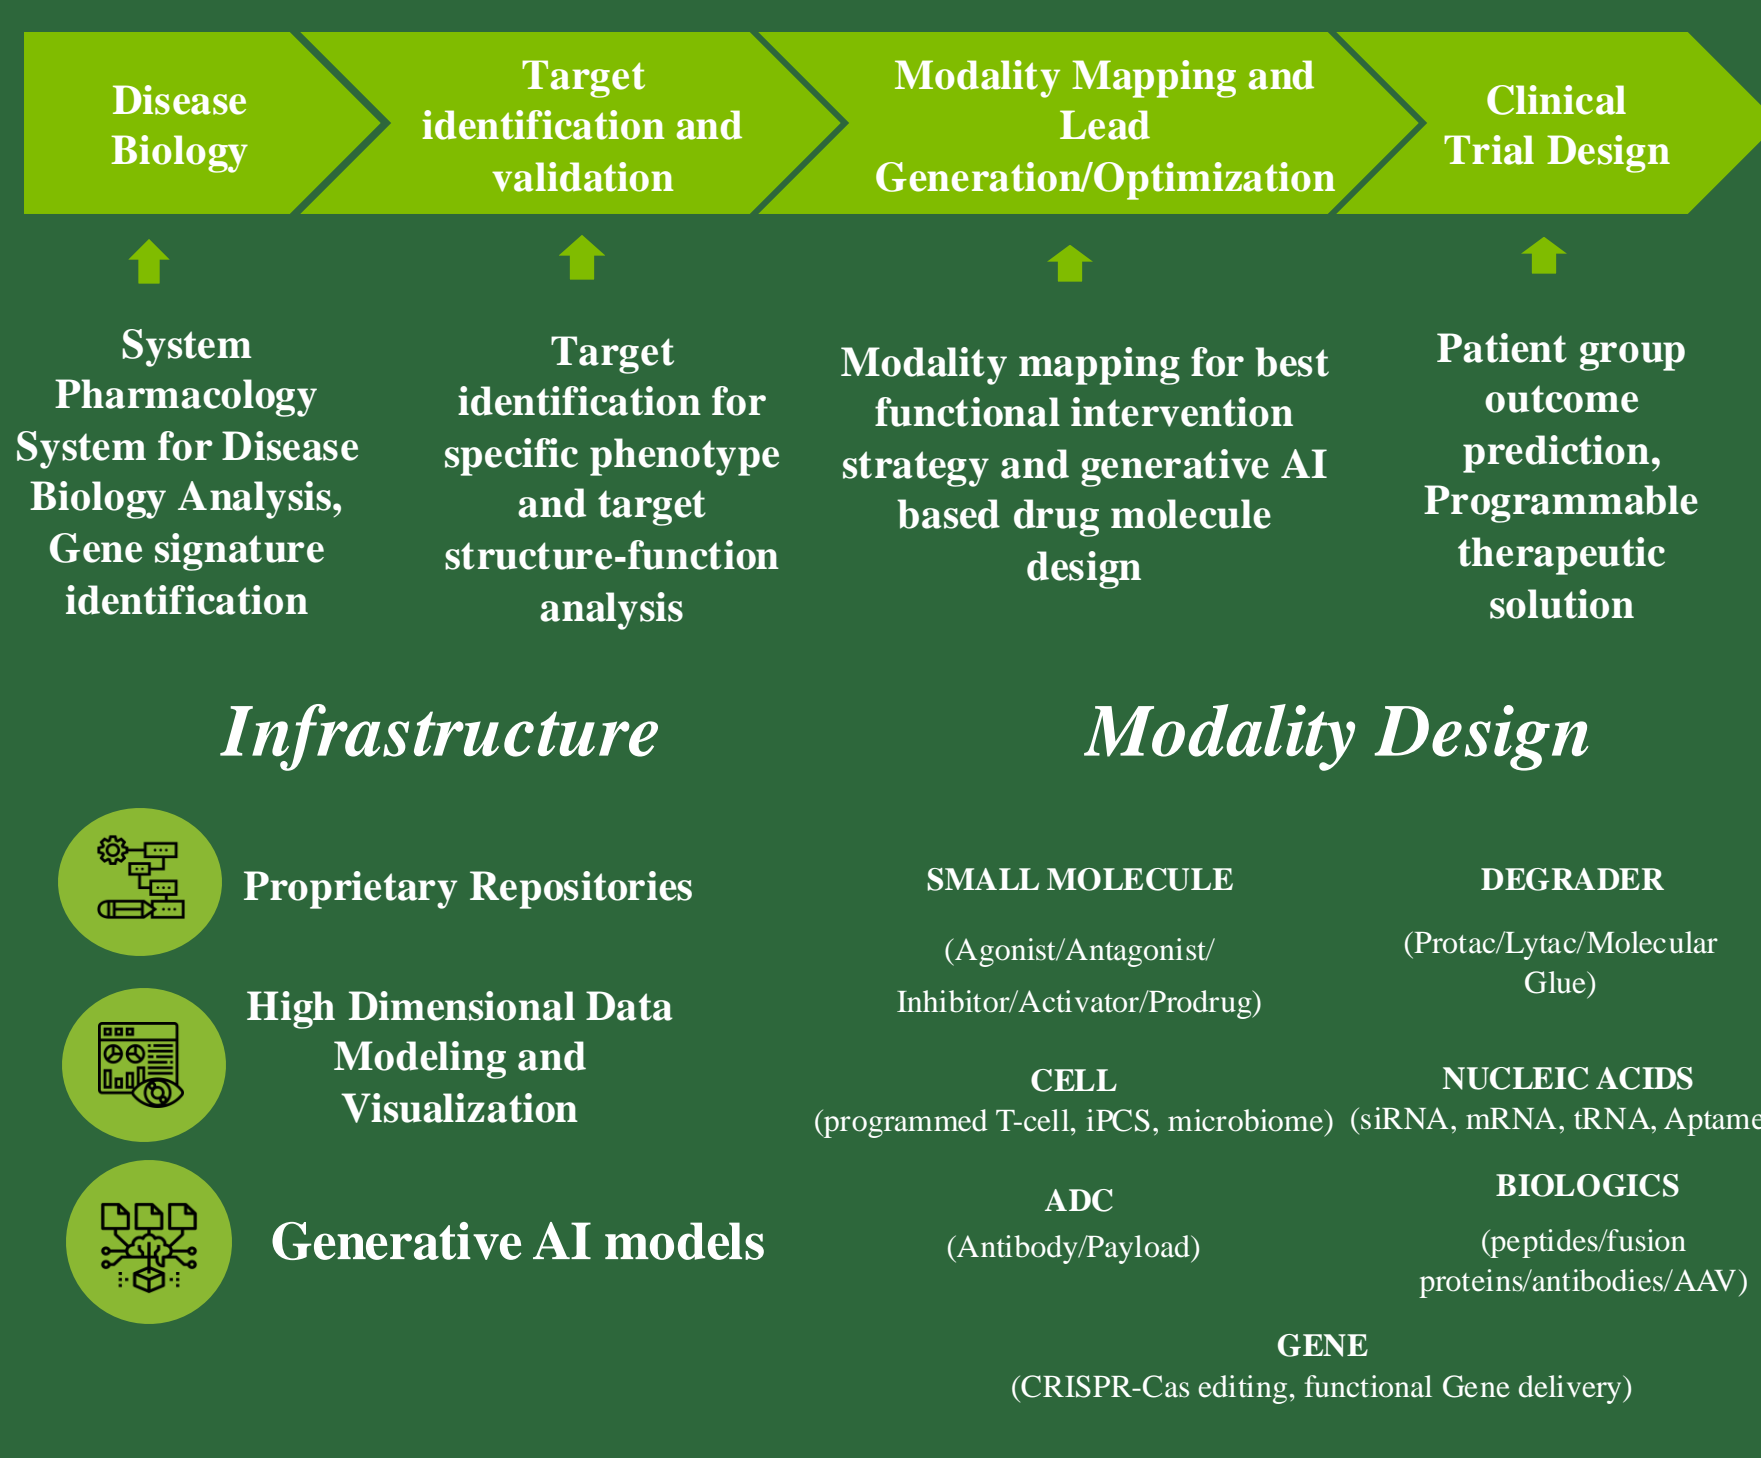 Disease
Biology
Target
identification and
validation
Modality Mapping and
Lead
Generation/Optimization
Clinical
Trial Design
System
Pharmacology
System for Disease
Biology Analysis,
Gene signature
identification
Target
identification for
specific phenotype
and target
structure-function
analysis
Modality mapping for best
functional intervention
strategy and generative AI
based drug molecule
design
Patient group
outcome
prediction,
Programmable
therapeutic
solution
Infrastructure
Proprietary Repositories
High Dimensional Data
Modeling and
Visualization
Generative AI models
Modality Design
SMALL MOLECULE
(Agonist/Antagonist/
Inhibitor/Activator/Prodrug)
DEGRADER
(Protac/Lytac/Molecular
Glue)
CELL
(programmed T-cell, iPCS, microbiome)
NUCLEIC ACIDS
(siRNA, mRNA, tRNA, Aptame
ADC
(Antibody/Payload)
BIOLOGICS
(peptides/fusion
proteins/antibodies/AAV)
GENE
(CRISPR-Cas editing, functional Gene delivery)